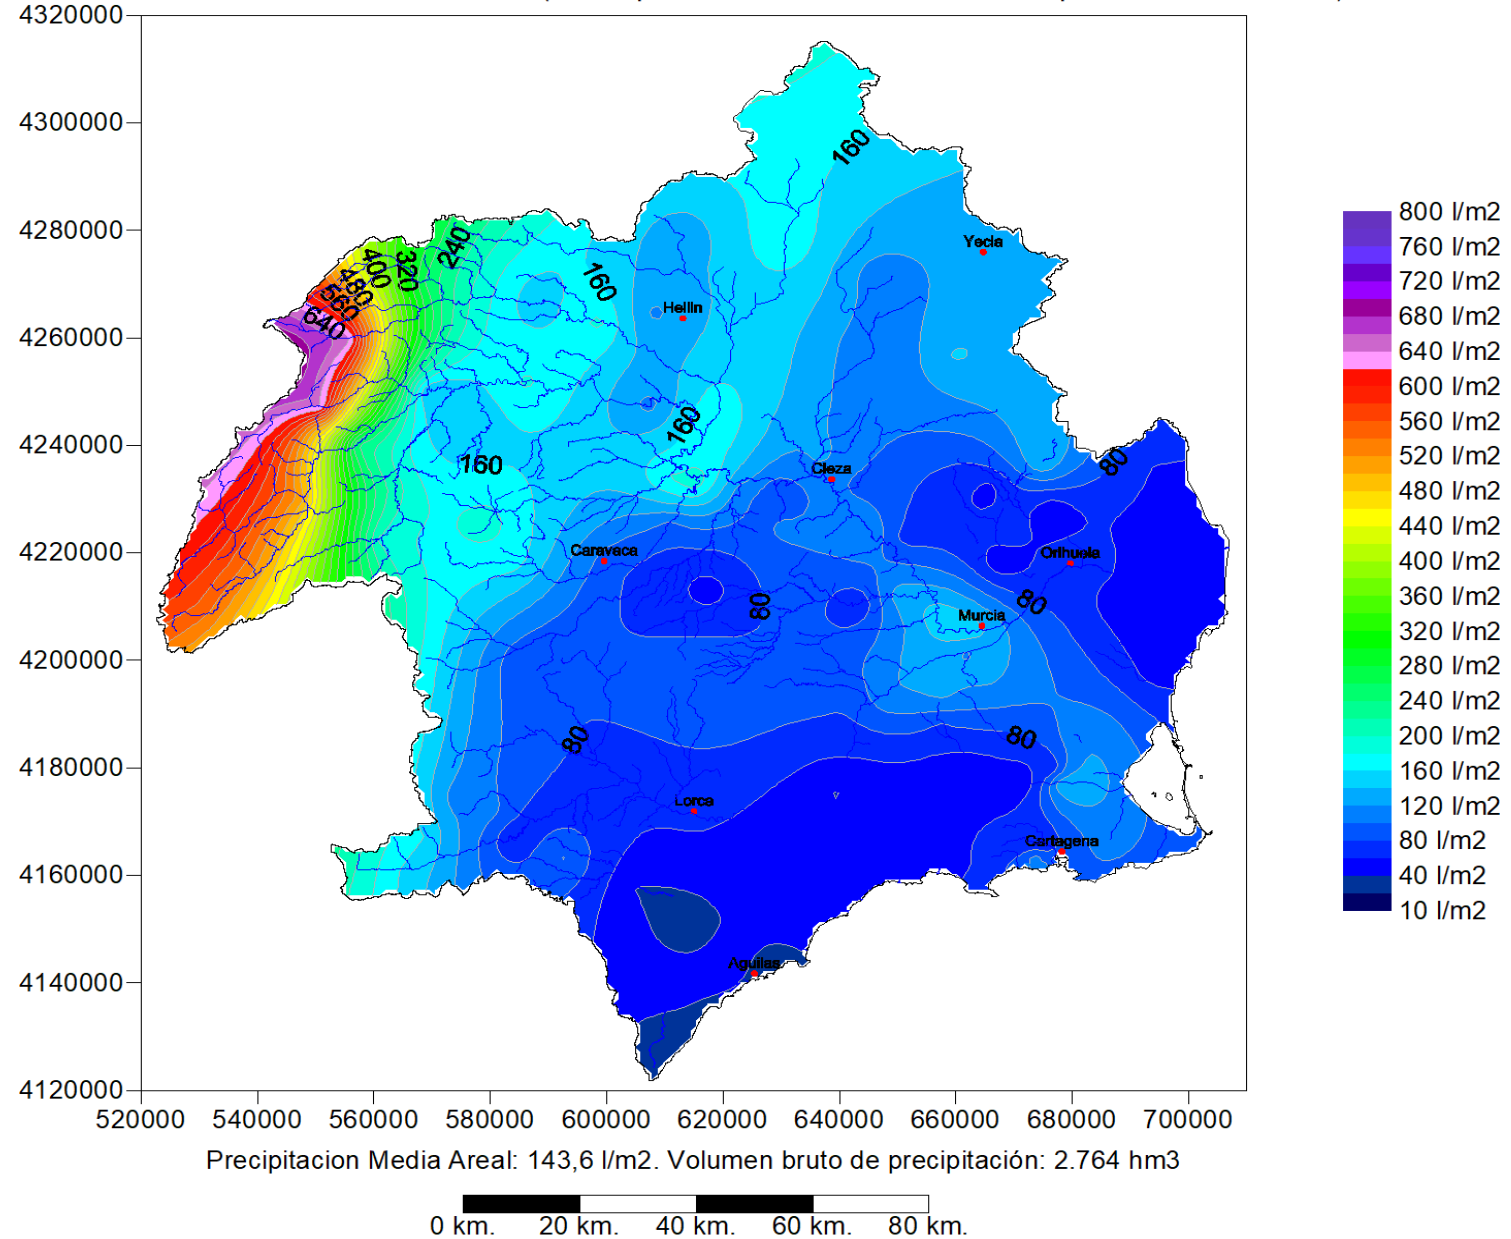 4320000
4300000
4280000
4260000
4240000
4220000
4200000
4180000
4160000
4140000
4120000
520000 540000 560000 580000 600000 620000 640000 660000 680000 700000
160
Yecla
240
320
400
480
560
640
160
Hellin
160
160
Cieza
80
Caravaca
Orihuela
80
80
Murcia
80
80
Lorca
Cartagena
Aguilas
800 l/m2
760 l/m2
720 l/m2
680 l/m2
640 l/m2
600 l/m2
560 l/m2
520 l/m2
480 l/m2
440 l/m2
400 l/m2
360 l/m2
320 l/m2
280 l/m2
240 l/m2
200 l/m2
160 l/m2
120 l/m2
80 l/m2
40 l/m2
10 l/m2
Precipitacion Media Areal: 143,6 l/m2. Volumen bruto de precipitación: 2.764 hm3
0 km. 20 km. 40 km. 60 km. 80 km.